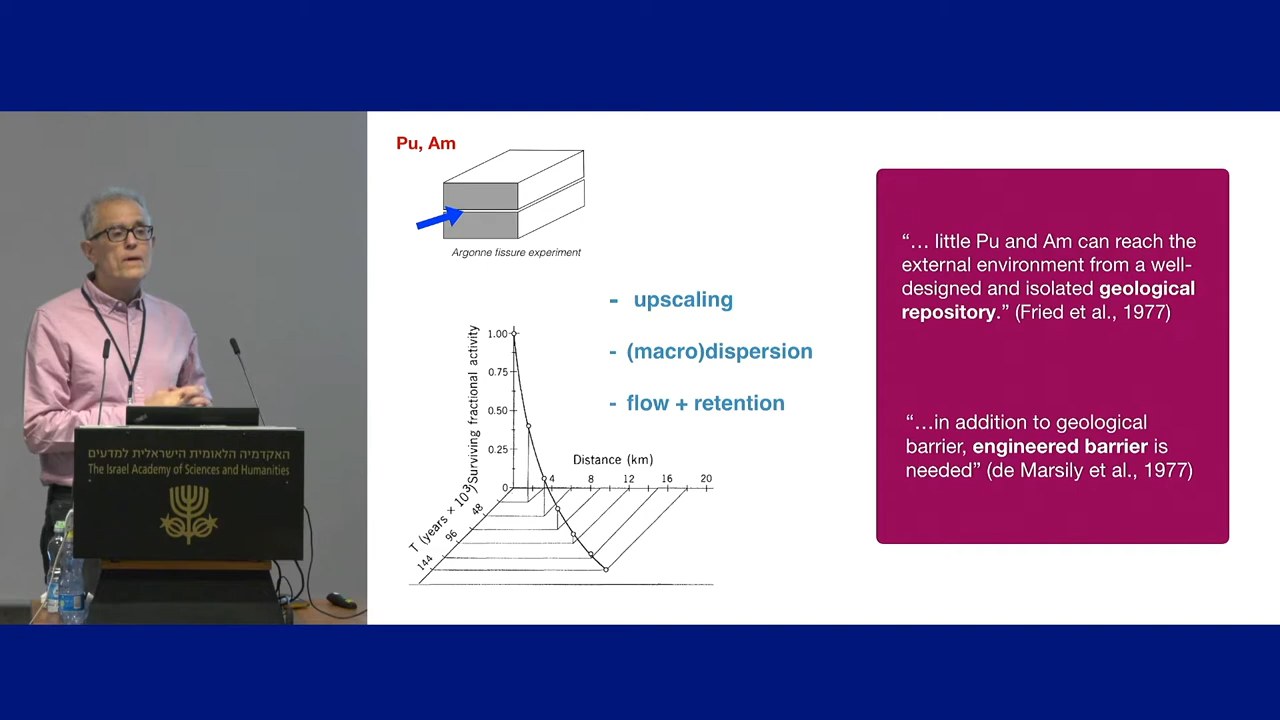 Pu, Am
Argonne fissure experiment
- upscaling
- (macro)dispersion
- flow + retention
Surviving fractional activity
1.00
0.75
0.50
0.25
0
Distance (km)
4
8
12
16
20
T (years × 10³)
48
96
144
“… little Pu and Am can reach the
external environment from a well-
designed and isolated geological
repository.” (Fried et al., 1977)
“…in addition to geological
barrier, engineered barrier is
needed” (de Marsily et al., 1977)
האקדמיה הלאומית הישראלית למדעים
The Israel Academy of Sciences and Humanities